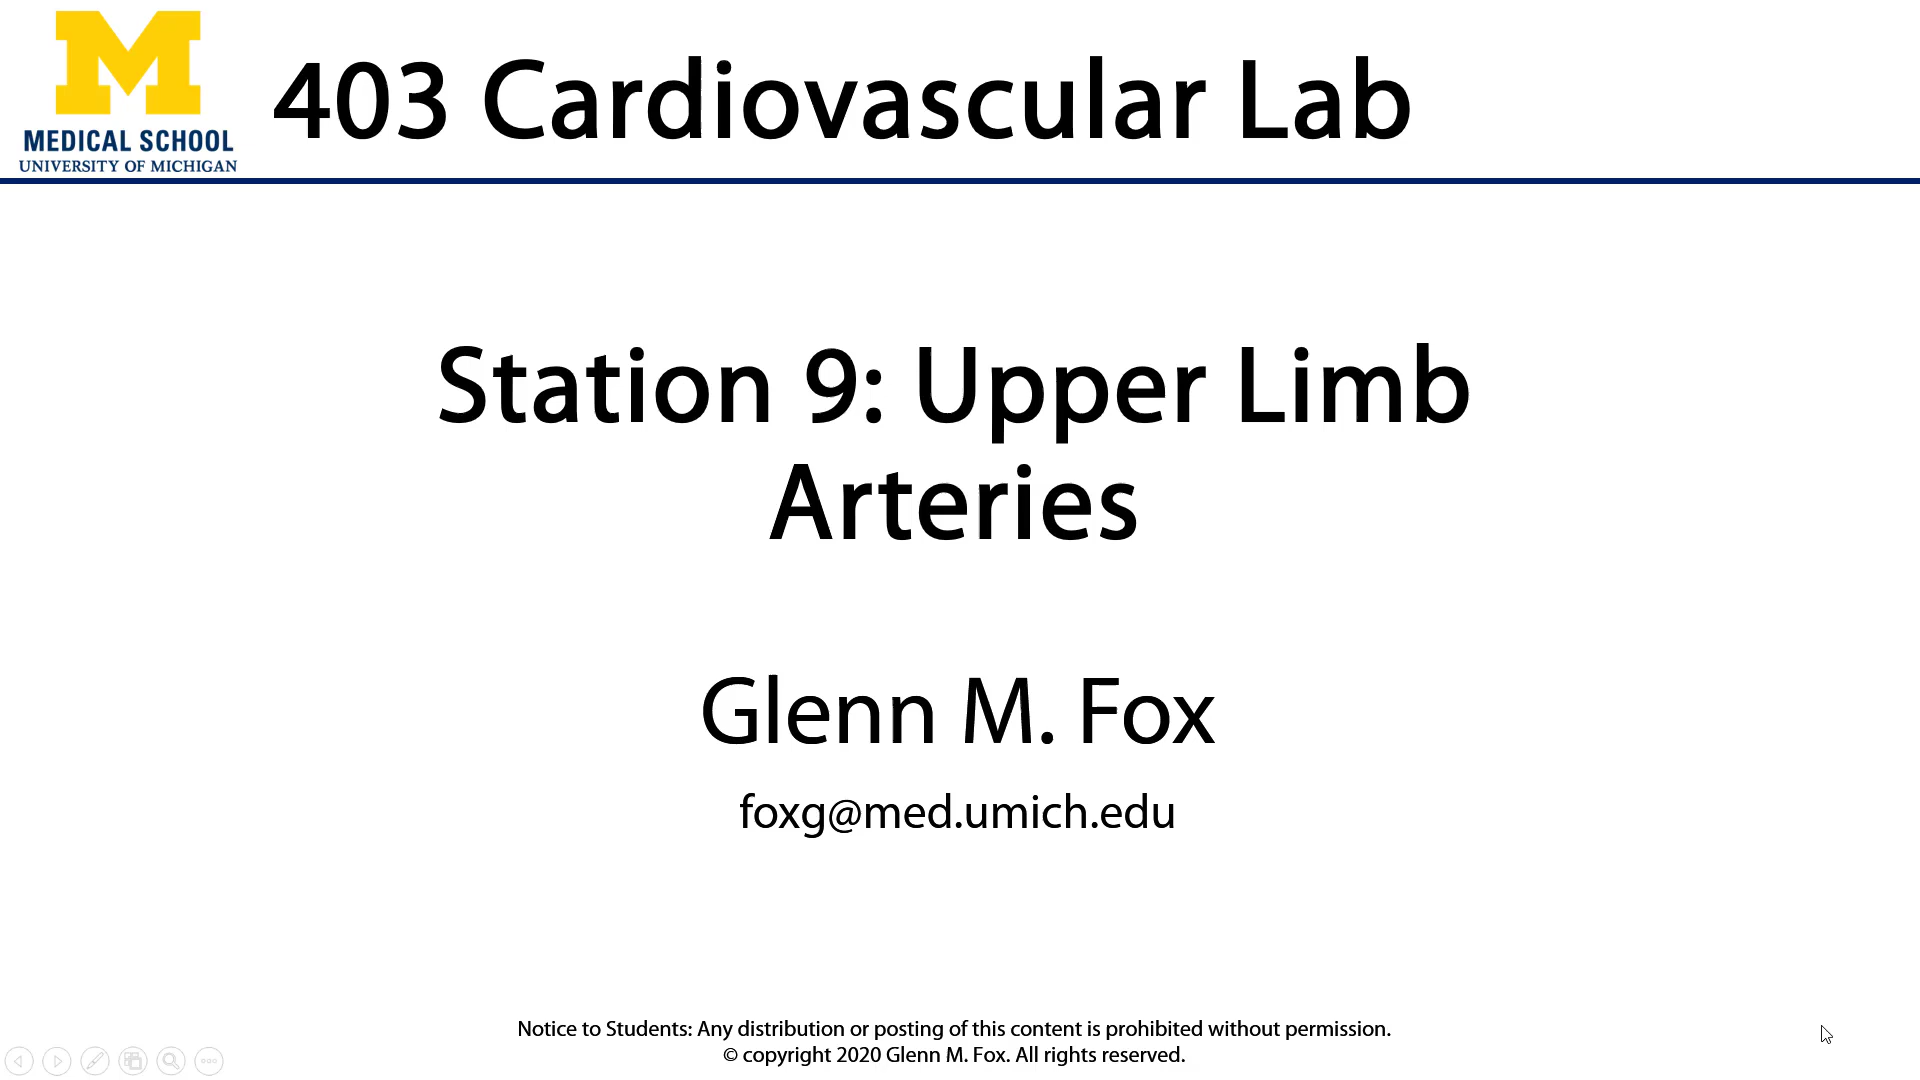 M
MEDICAL SCHOOL
UNIVERSITY OF MICHIGAN
403 Cardiovascular Lab
Station 9: Upper Limb
Arteries
Glenn M. Fox
foxg@med.umich.edu
Notice to Students: Any distribution or posting of this content is prohibited without permission.
© copyright 2020 Glenn M. Fox. All rights reserved.